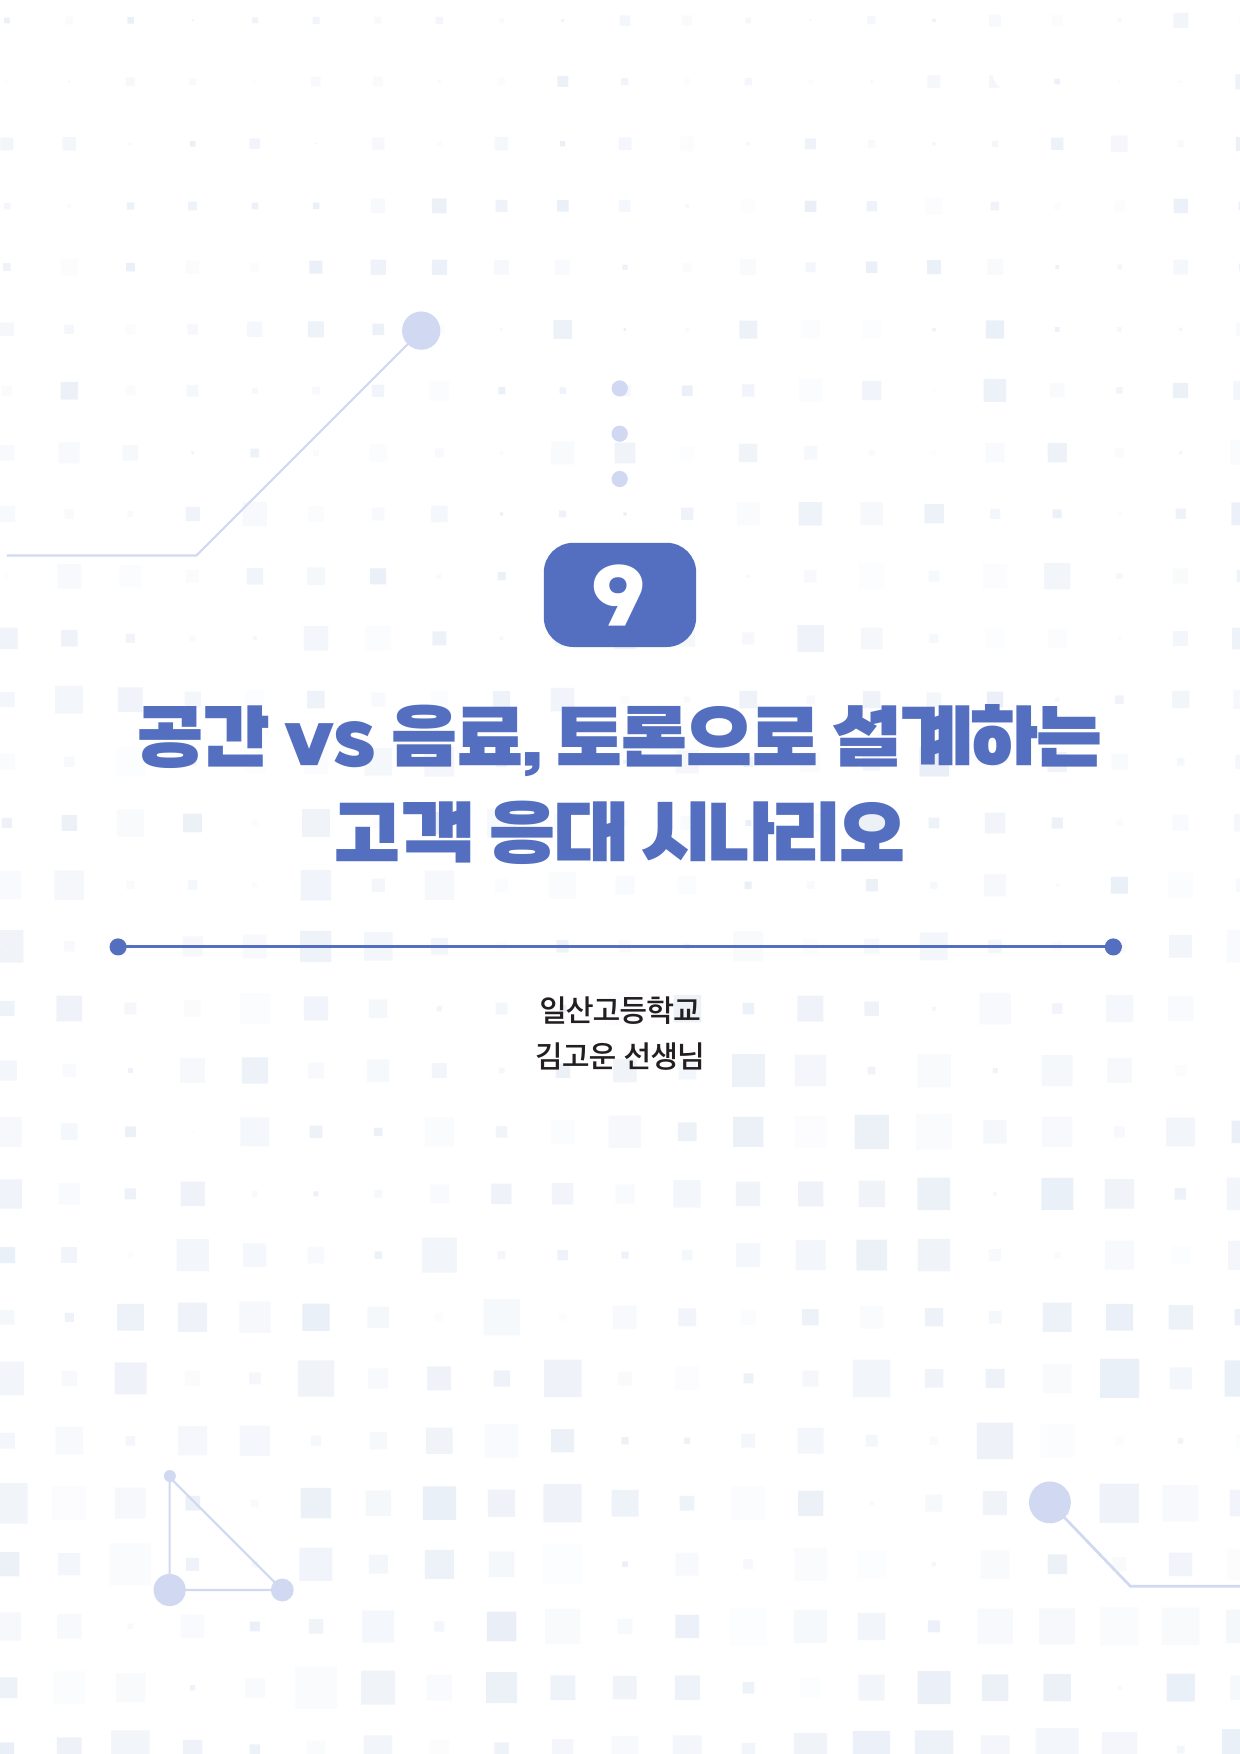 9
공간 vs 음료, 토론으로 설계하는
고객 응대 시나리오
일산고등학교
김고운 선생님